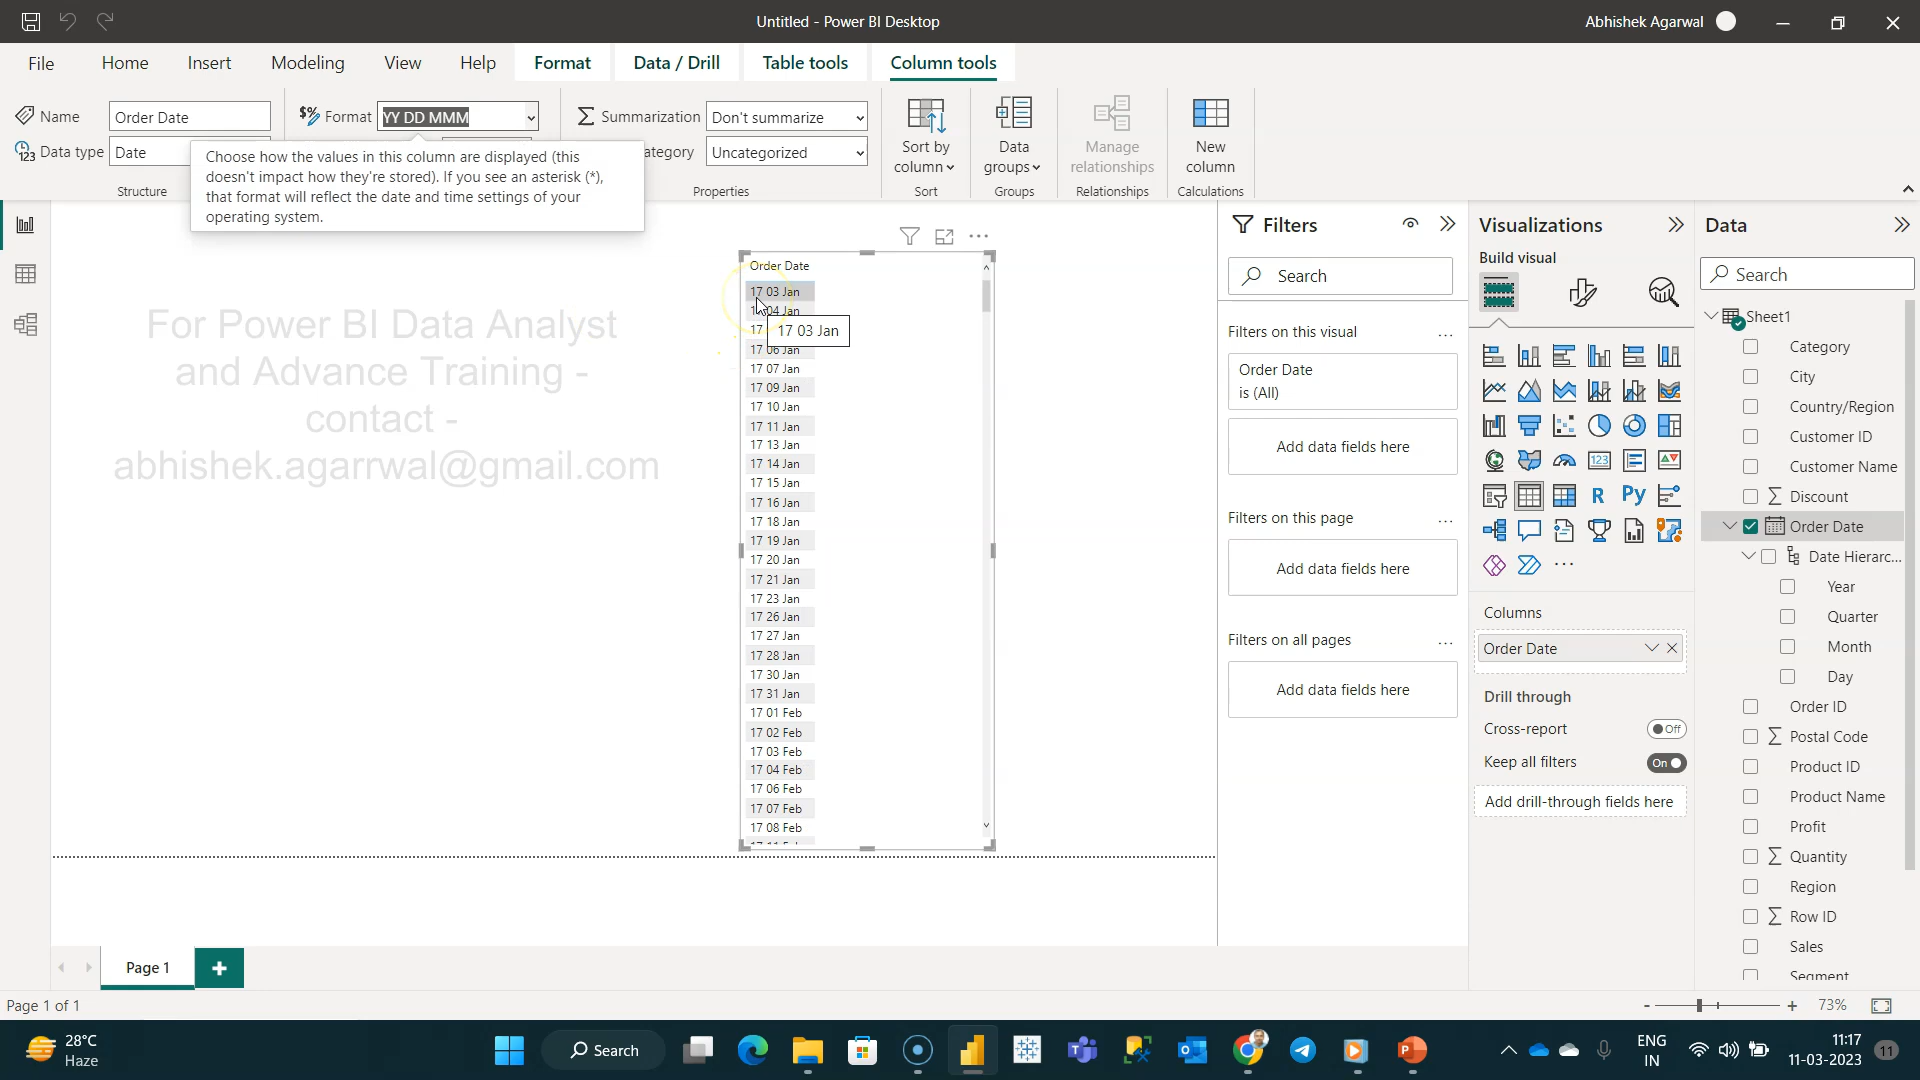 Untitled - Power BI Desktop
Abhishek Agarwal
File
Home
Insert
Modeling
View
Help
Format
Data / Drill
Table tools
Column tools
Name
Order Date
Format
YY DD MMM
Summarization
Don't summarize
Data type
Date
ategory
Uncategorized
Choose how the values in this column are displayed (this
doesn't impact how they're stored). If you see an asterisk (*),
that format will reflect the date and time settings of your
operating system.
Sort by
column
Data
groups
Manage
relationships
New
column
Structure
Properties
Sort
Groups
Relationships
Calculations
For Power BI Data Analyst
and Advance Training -
contact -
abhishek.agarrwal@gmail.com
Order Date
17 03 Jan
17 03 Jan
17 06 Jan
17 07 Jan
17 09 Jan
17 10 Jan
17 11 Jan
17 13 Jan
17 14 Jan
17 15 Jan
17 16 Jan
17 18 Jan
17 19 Jan
17 20 Jan
17 21 Jan
17 23 Jan
17 26 Jan
17 27 Jan
17 28 Jan
17 30 Jan
17 31 Jan
17 01 Feb
17 02 Feb
17 03 Feb
17 04 Feb
17 06 Feb
17 07 Feb
17 08 Feb
Filters
Search
Filters on this visual
Order Date
is (All)
Add data fields here
Filters on this page
Add data fields here
Filters on all pages
Add data fields here
Visualizations
Build visual
Columns
Order Date
Drill through
Cross-report
Off
Keep all filters
On
Add drill-through fields here
Data
Search
Sheet1
Category
City
Country/Region
Customer ID
Customer Name
Discount
Order Date
Date Hierarc...
Year
Quarter
Month
Day
Order ID
Postal Code
Product ID
Product Name
Profit
Quantity
Region
Row ID
Sales
Segment
Page 1
Page 1 of 1
73%
28°C
Haze
Search
ENG
IN
11:17
11-03-2023
11